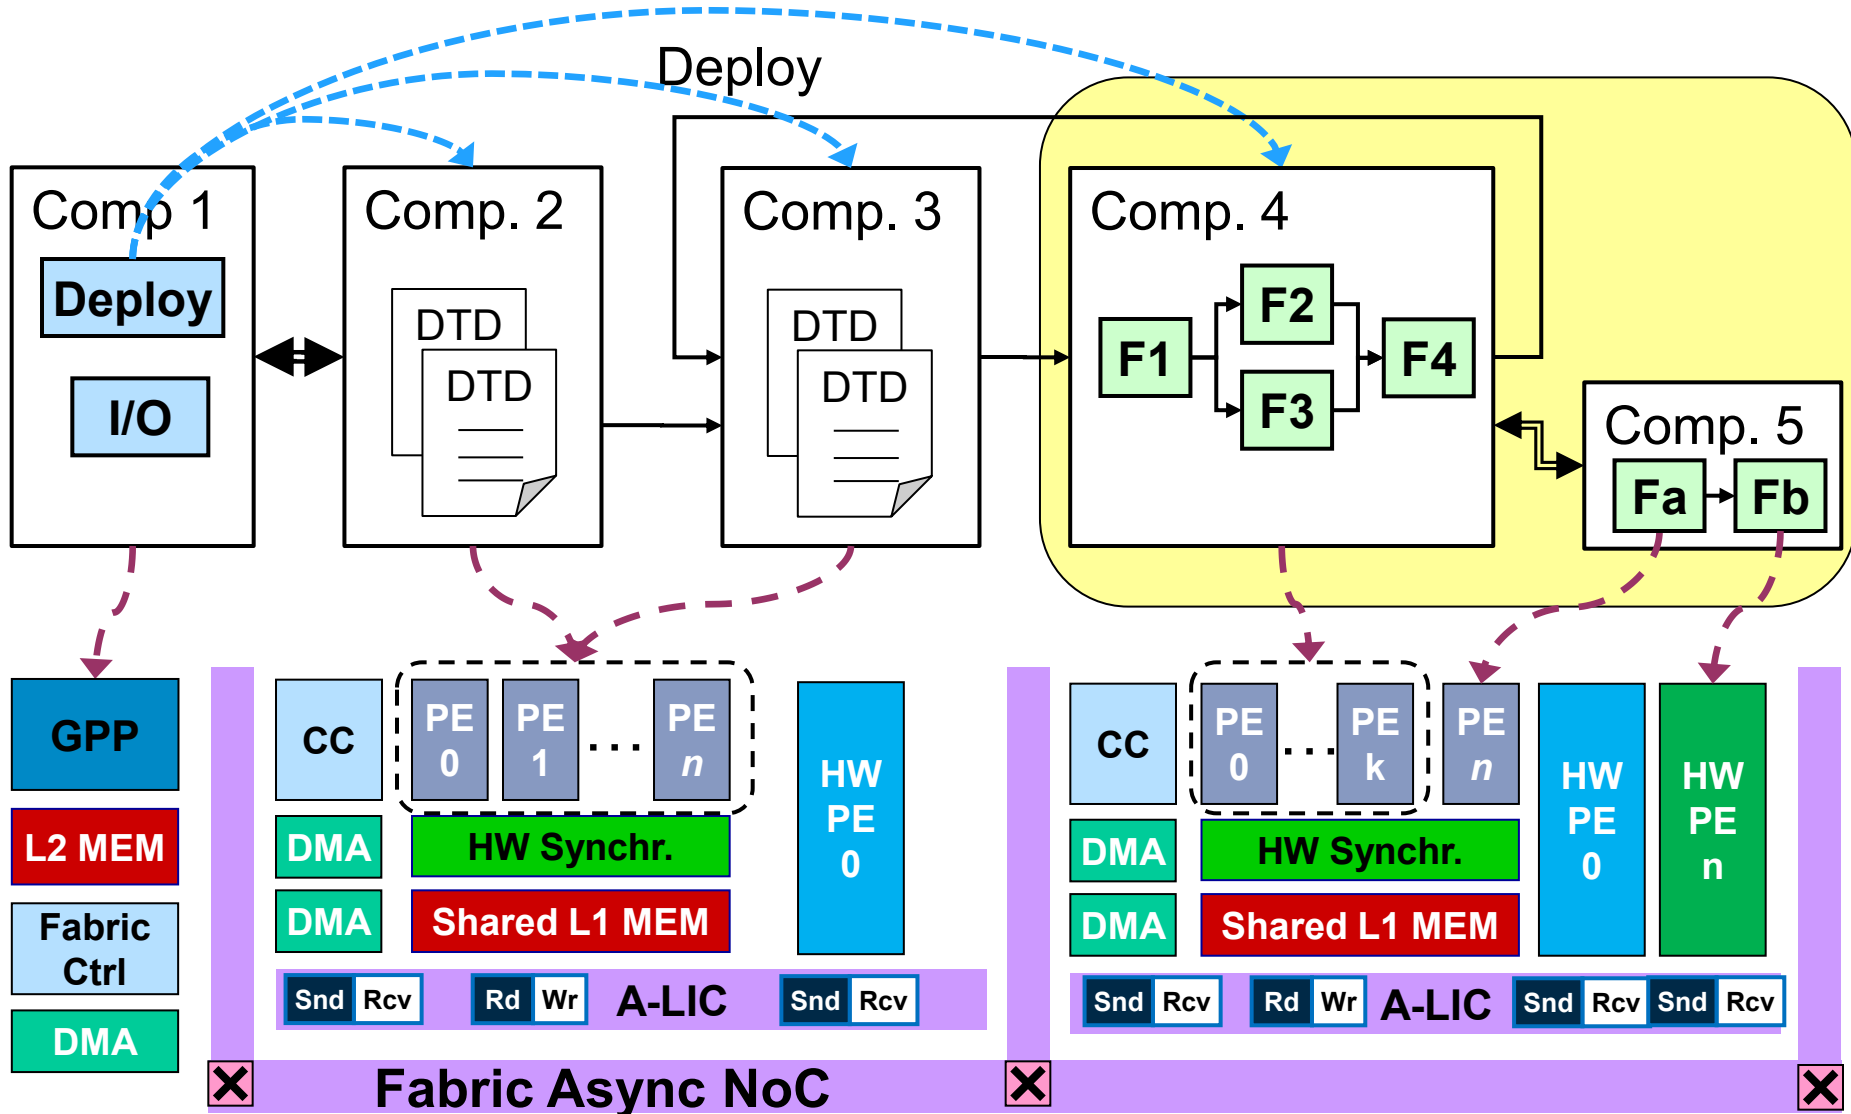 Deploy
Comp 1
Deploy
I/O
Comp. 2
DTD
DTD
Comp. 3
DTD
DTD
Comp. 4
F1
F2
F3
F4
Comp. 5
Fa
Fb
GPP
L2 MEM
Fabric
Ctrl
DMA
CC
DMA
DMA
PE
0
PE
1
....
PE
n
HW Synchr.
Shared L1 MEM
HW
PE
0
Snd Rcv
Rd Wr
A-LIC
Snd Rcv
CC
DMA
DMA
PE
0
...
PE
k
PE
n
HW Synchr.
Shared L1 MEM
HW
PE
0
HW
PE
n
Snd Rcv
Rd Wr
A-LIC
Snd Rcv
Snd Rcv
Fabric Async NoC